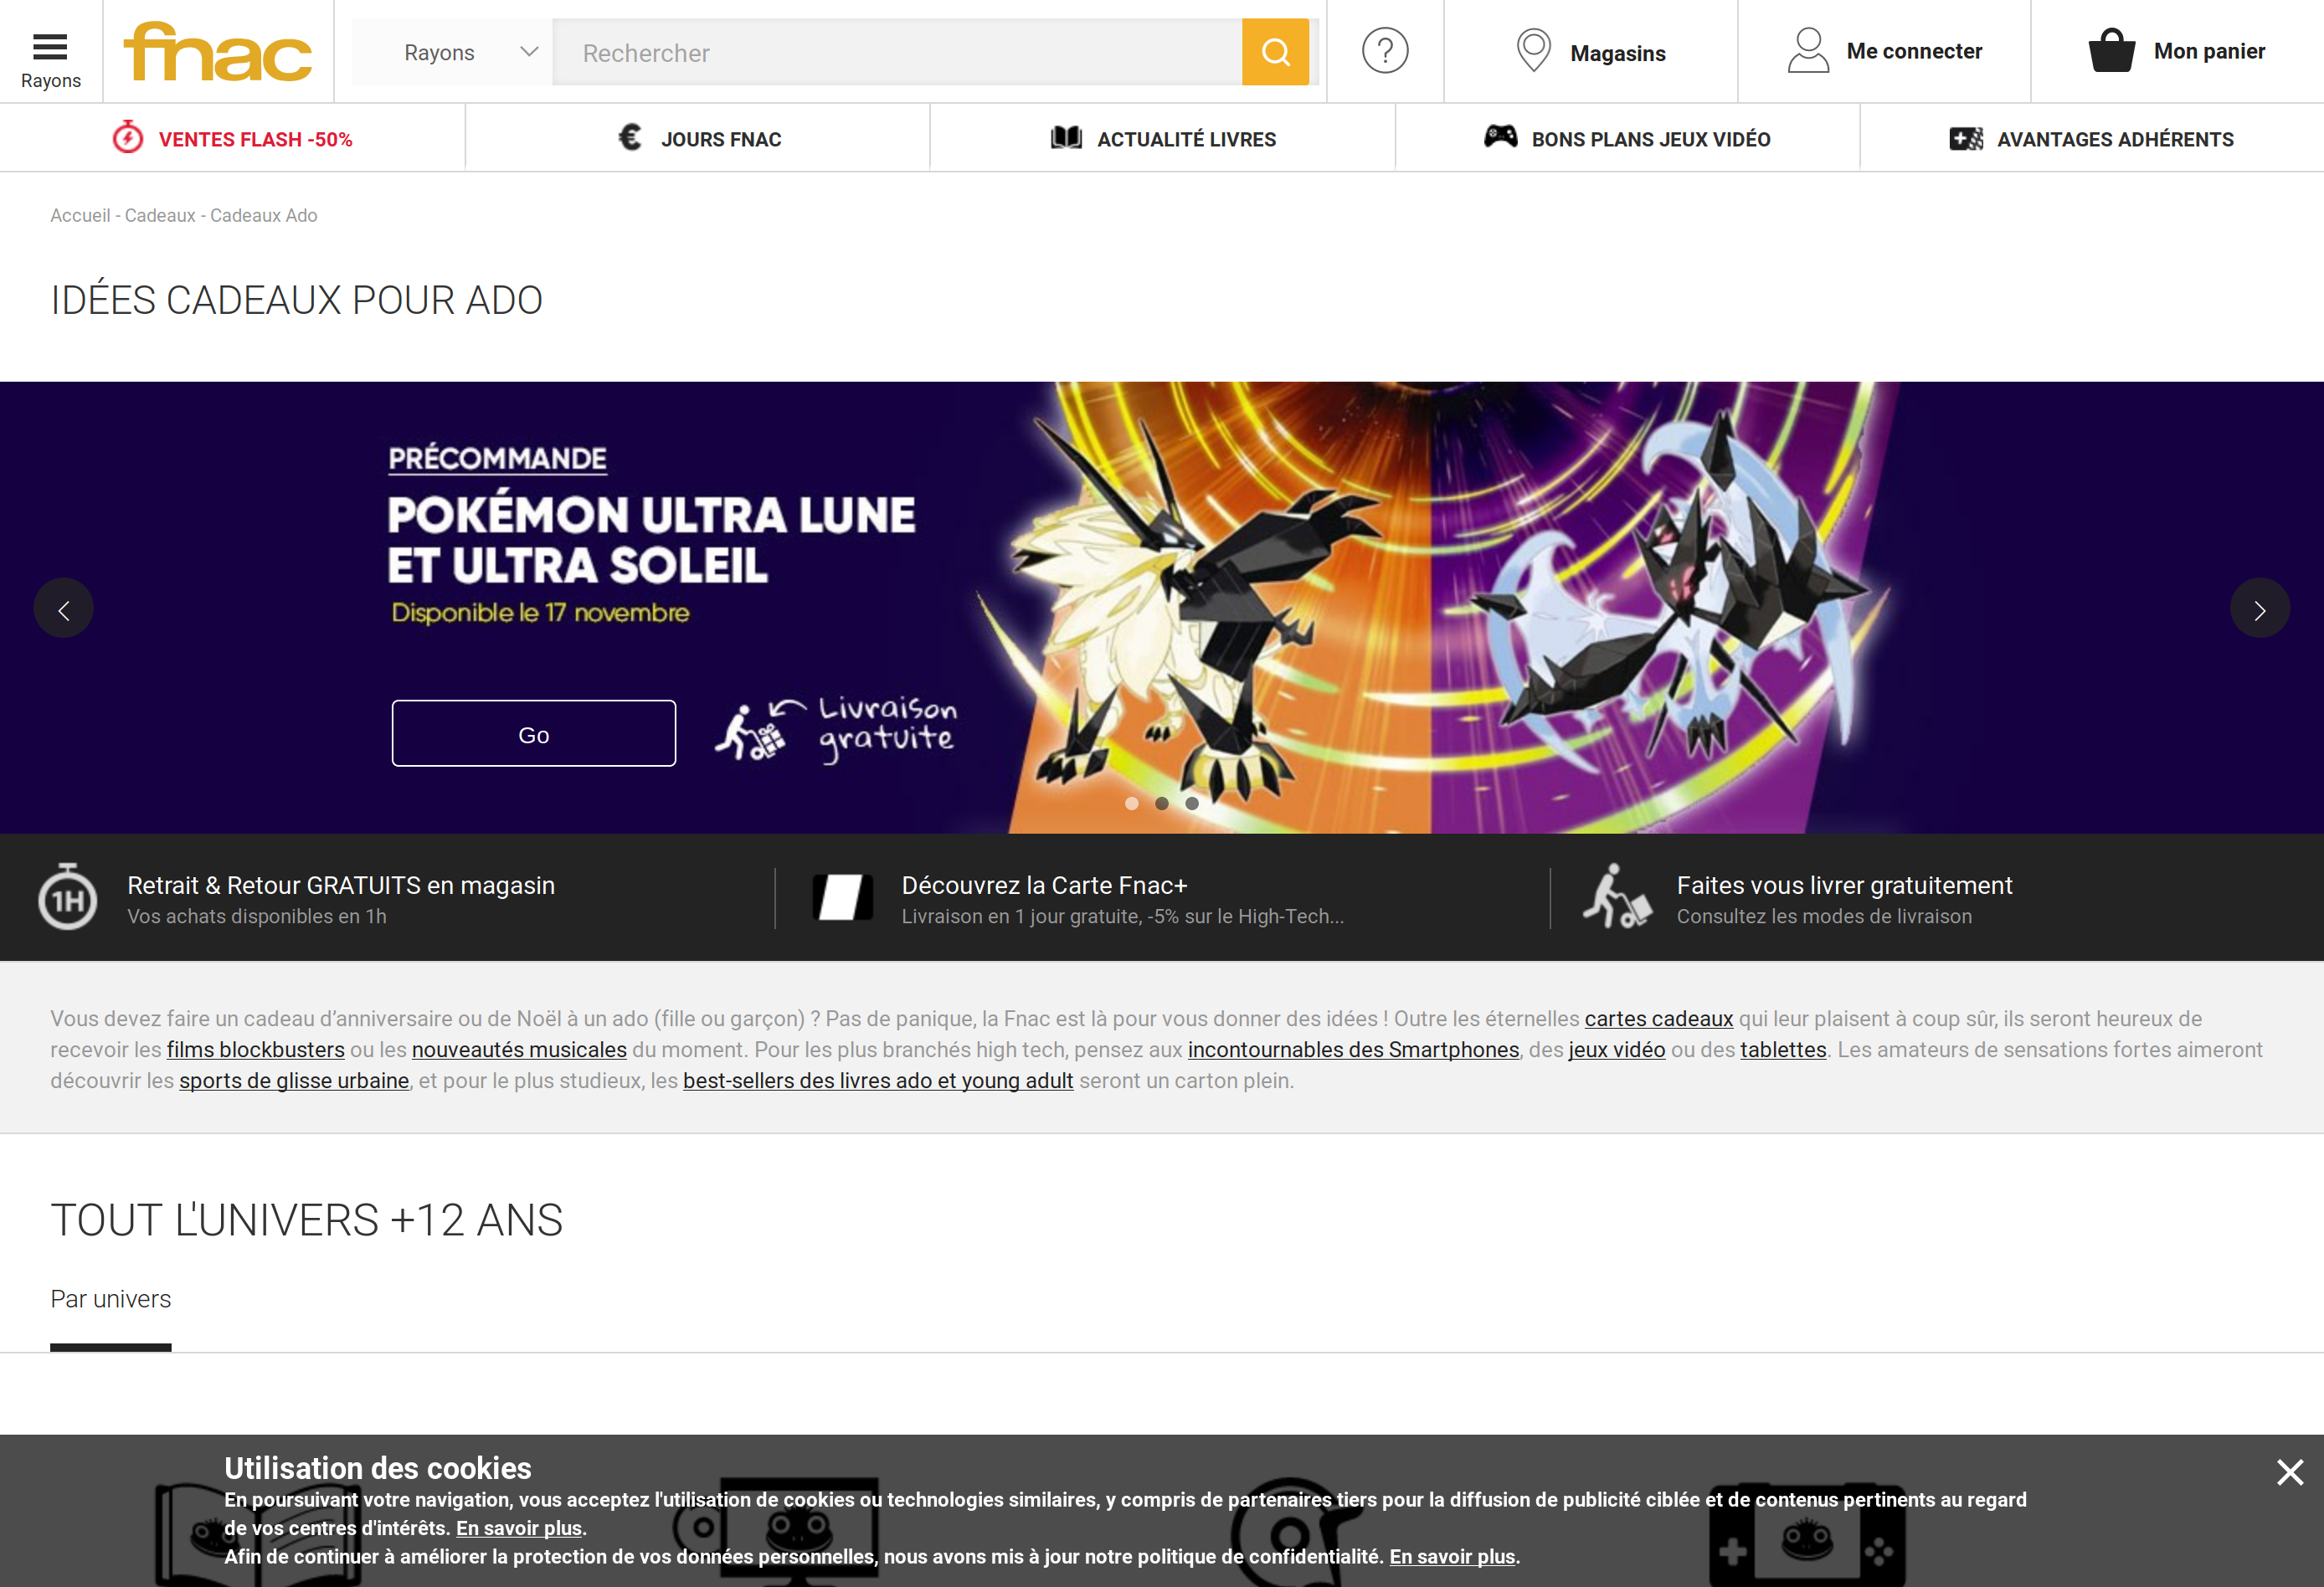 Rayons
fnac
Rayons
Rechercher
?
Magasins
Me connecter
Mon panier
VENTES FLASH -50%
€ JOURS FNAC
ACTUALITÉ LIVRES
BONS PLANS JEUX VIDÉO
AVANTAGES ADHÉRENTS
Accueil - Cadeaux - Cadeaux Ado
IDÉES CADEAUX POUR ADO
PRÉCOMMANDE
POKÉMON ULTRA LUNE
ET ULTRA SOLEIL
Disponible le 17 novembre
Go
Livraison
gratuite
1H
Retrait & Retour GRATUITS en magasin
Vos achats disponibles en 1h
Découvrez la Carte Fnac+
Livraison en 1 jour gratuite, -5% sur le High-Tech...
Faites vous livrer gratuitement
Consultez les modes de livraison
Vous devez faire un cadeau d’anniversaire ou de Noël à un ado (fille ou garçon) ? Pas de panique, la Fnac est là pour vous donner des idées ! Outre les éternelles cartes cadeaux qui leur plaisent à coup sûr, ils seront heureux de
recevoir les films blockbusters ou les nouveautés musicales du moment. Pour les plus branchés high tech, pensez aux incontournables des Smartphones, des jeux vidéo ou des tablettes. Les amateurs de sensations fortes aimeront
découvrir les sports de glisse urbaine, et pour le plus studieux, les best-sellers des livres ado et young adult seront un carton plein.
TOUT L'UNIVERS +12 ANS
Par univers
Utilisation des cookies
En poursuivant votre navigation, vous acceptez l'utilisation de cookies ou technologies similaires, y compris de partenaires tiers pour la diffusion de publicité ciblée et de contenus pertinents au regard
de vos centres d'intérêts. En savoir plus.
Afin de continuer à améliorer la protection de vos données personnelles, nous avons mis à jour notre politique de confidentialité. En savoir plus.